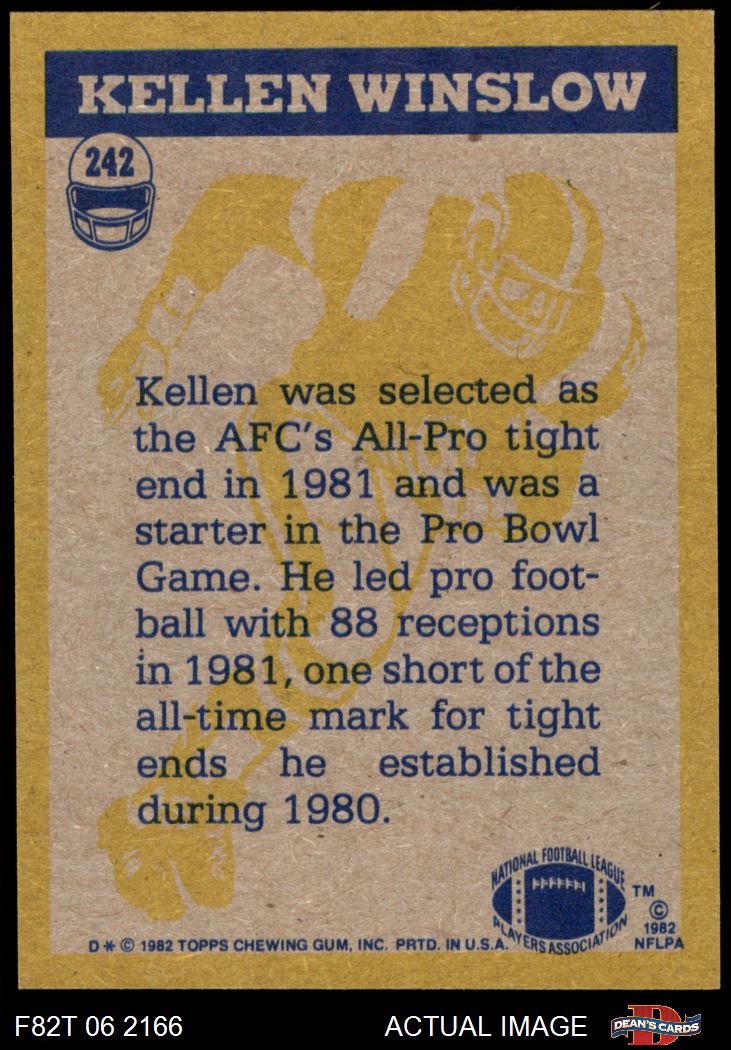 KELLEN WINSLOW
242
Kellen was selected as
the AFC's All-Pro tight
end in 1981 and was a
starter in the Pro Bowl
Game. He led pro foot-
ball with 88 receptions
in 1981, one short of the
all-time mark for tight
ends he established
during 1980.
NATIONAL FOOTBALL LEAGUE
PLAYERS ASSOCIATION
TM
©
1982
NFLPA
D * © 1982 TOPPS CHEWING GUM, INC. PRTD. IN U.S.A.
F82T 06 2166
ACTUAL IMAGE
D
DEAN'S CARDS